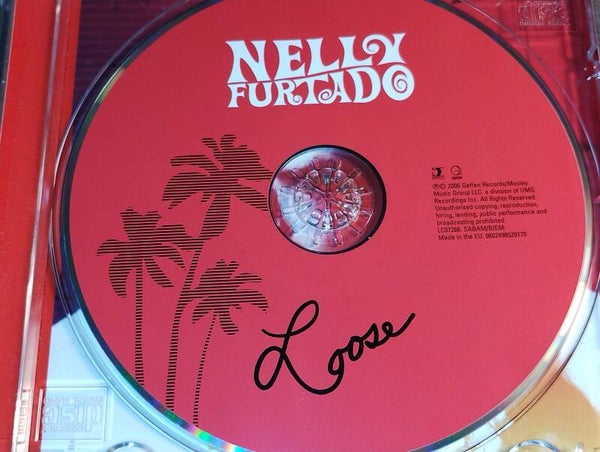 NELLY
FURTADO
℗© 2006 Geffen Records/Mosley
Music Group LLC. a division of UMG
Recordings Inc. All Rights Reserved.
Unauthorised copying, reproduction,
hiring, lending, public performance and
broadcasting prohibited.
LC07266. SABAM/BIEM.
Made in the EU. 0602498539170
Loose